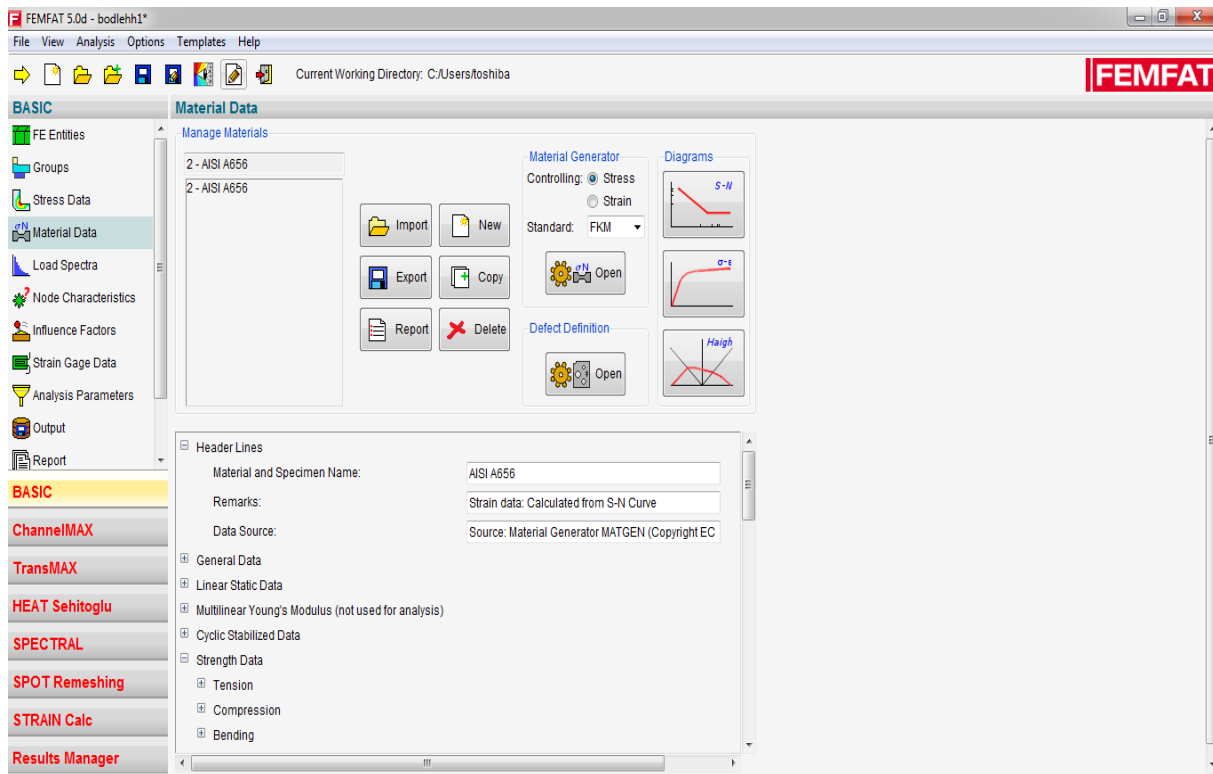 FEMFAT 5.0d - bodlehh1*
File View Analysis Options Templates Help
Current Working Directory: C:/Users/toshiba
FEMFAT
BASIC
FE Entities
Groups
Stress Data
σN
Material Data
Load Spectra
Node Characteristics
Influence Factors
Strain Gage Data
Analysis Parameters
Output
Report
BASIC
ChannelMAX
TransMAX
HEAT Sehitoglu
SPECTRAL
SPOT Remeshing
STRAIN Calc
Results Manager
Material Data
Manage Materials
2 - AISI A656
2 - AISI A656
Import
New
Export
Copy
Report
Delete
Material Generator
Controlling: Stress
Strain
Standard: FKM
σN Open
Defect Definition
Open
Diagrams
S-N
σ-ε
Haigh
Header Lines
Material and Specimen Name: AISI A656
Remarks: Strain data: Calculated from S-N Curve
Data Source: Source: Material Generator MATGEN (Copyright EC
General Data
Linear Static Data
Multilinear Young's Modulus (not used for analysis)
Cyclic Stabilized Data
Strength Data
Tension
Compression
Bending